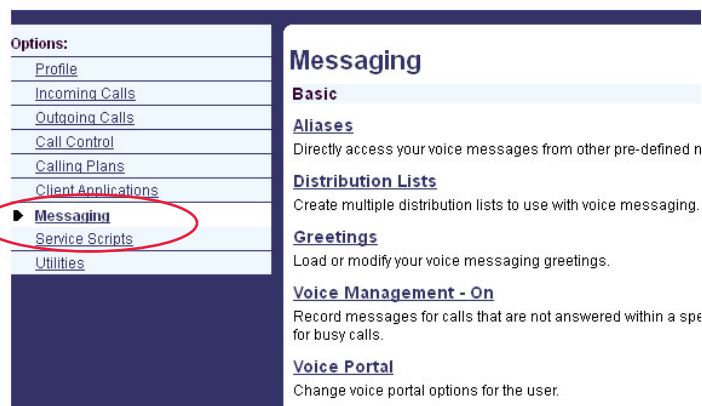 Options:
Profile
Incoming Calls
Outgoing Calls
Call Control
Calling Plans
Client Applications
Messaging
Service Scripts
Utilities
Messaging
Basic
Aliases
Directly access your voice messages from other pre-defined
Distribution Lists
Create multiple distribution lists to use with voice messaging.
Greetings
Load or modify your voice messaging greetings.
Voice Management - On
Record messages for calls that are not answered within a
for busy calls.
Voice Portal
Change voice portal options for the user.